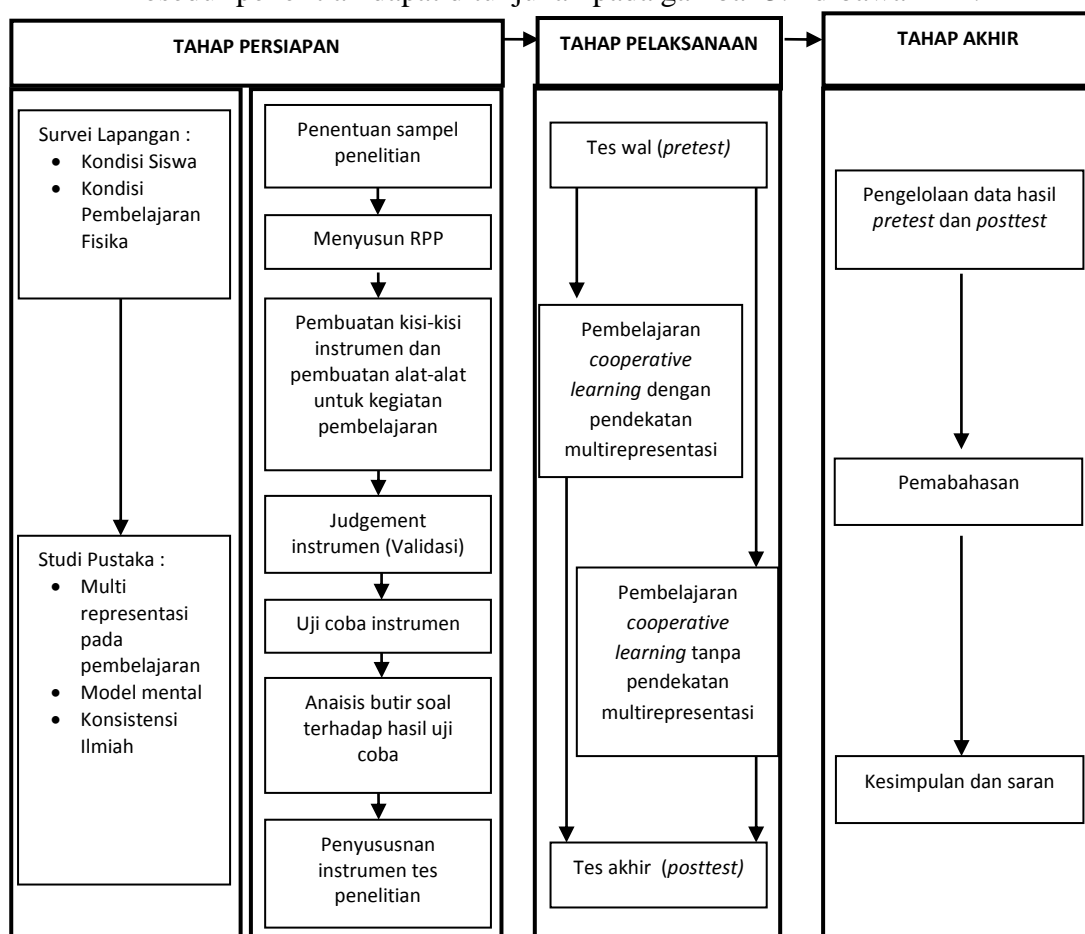 TAHAP PERSIAPAN
TAHAP PELAKSANAAN
TAHAP AKHIR
Survei Lapangan :
• Kondisi Siswa
• Kondisi
Pembelajaran
Fisika
Studi Pustaka :
• Multi
representasi
pada
pembelajaran
• Model mental
• Konsistensi
Ilmiah
Penentuan sampel
penelitian
Menyusun RPP
Pembuatan kisi-kisi
instrumen dan
pembuatan alat-alat
untuk kegiatan
pembelajaran
Judgement
instrumen (Validasi)
Uji coba instrumen
Anaisis butir soal
terhadap hasil uji
coba
Penyususnan
instrumen tes
penelitian
Tes wal (pretest)
Pembelajaran
cooperative
learning dengan
pendekatan
multirepresentasi
Pembelajaran
cooperative
learning tanpa
pendekatan
multirepresentasi
Tes akhir (posttest)
Pengelolaan data hasil
pretest dan posttest
Pemabahasan
Kesimpulan dan saran